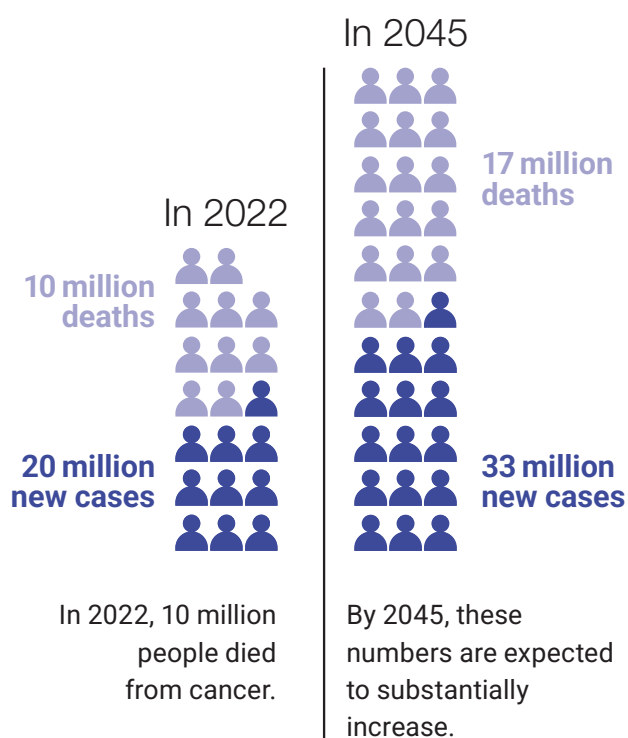 In 2022
10 million
deaths
20 million
new cases
In 2022, 10 million
people died
from cancer.
In 2045
17 million
deaths
33 million
new cases
By 2045, these
numbers are expected
to substantially
increase.